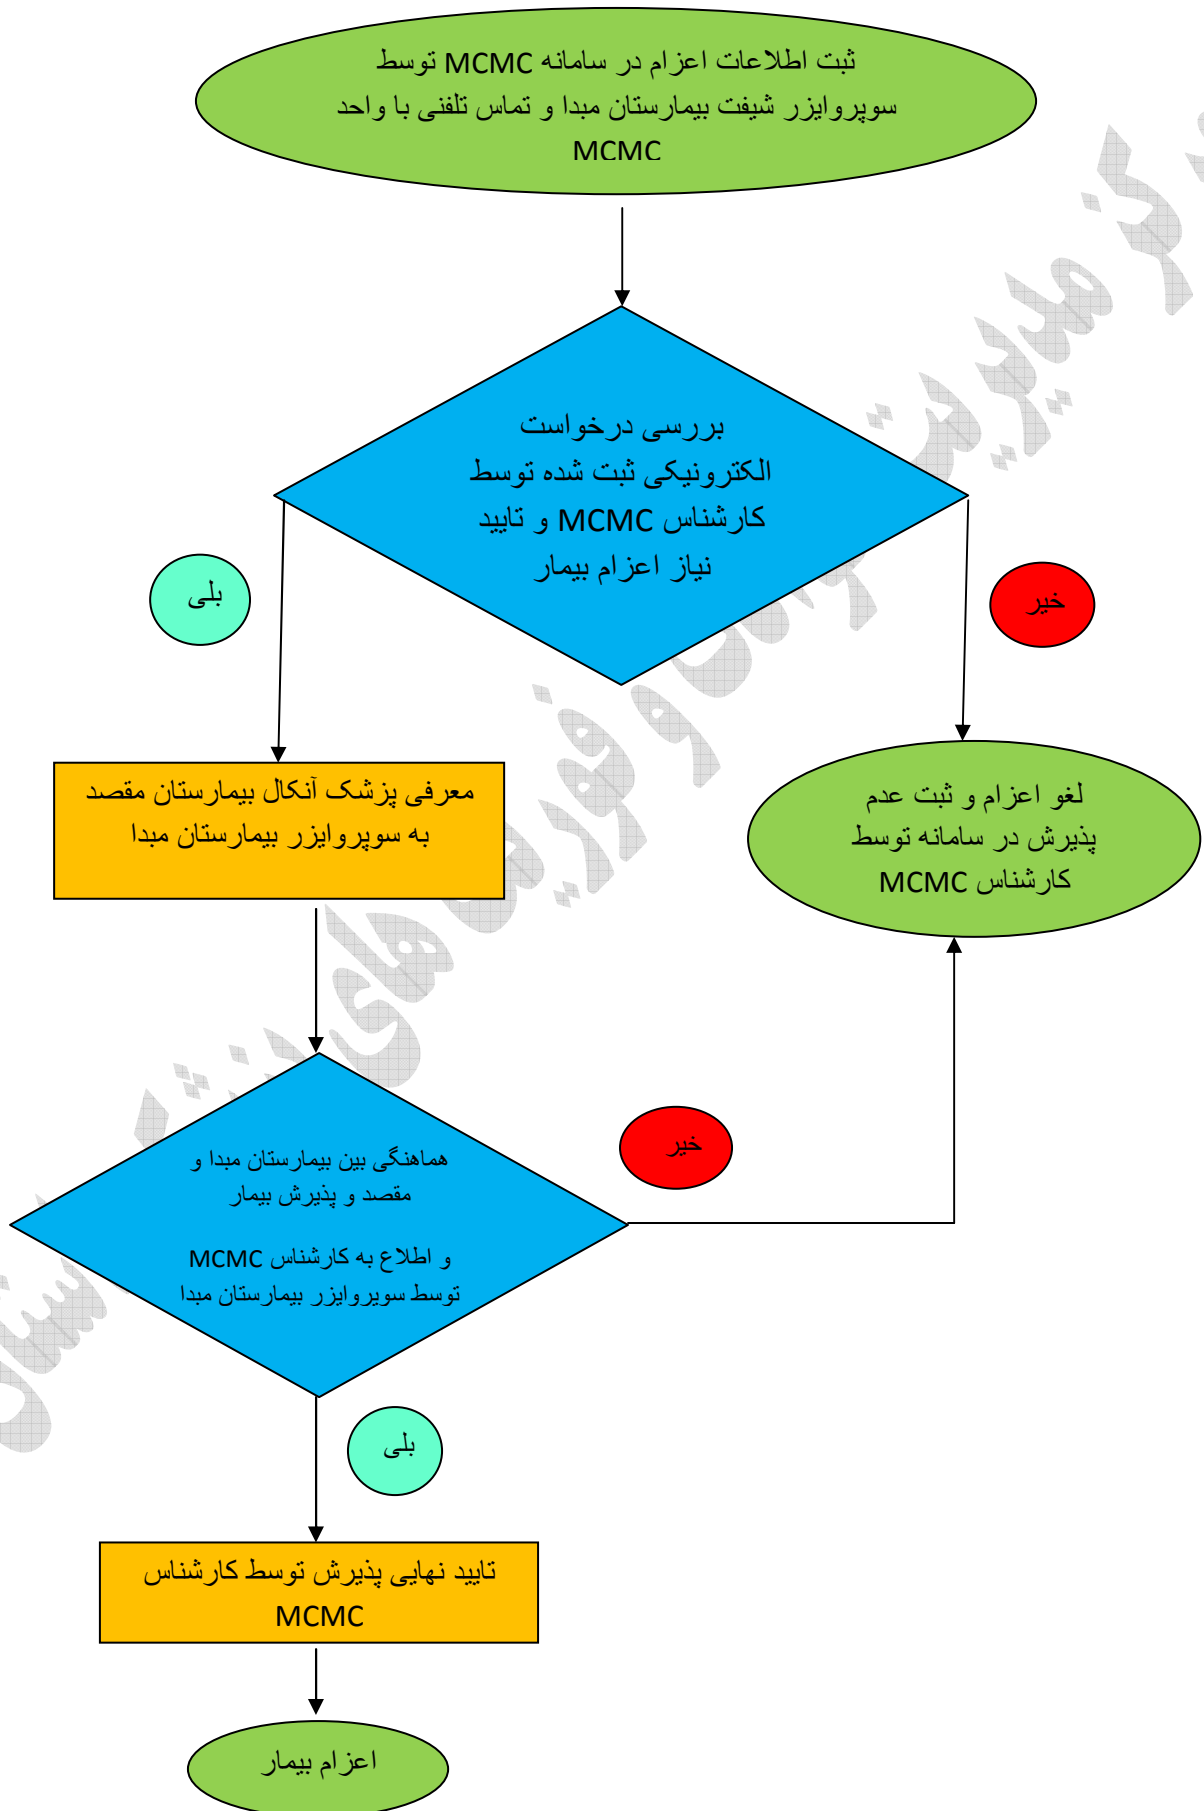 ثبت اطلاعات اعزام در سامانه MCMC توسط
سوپروایزر شیفت بیمارستان مبدا و تماس تلفنی با واحد
MCMC
بررسی درخواست
الکترونیکی ثبت شده توسط
کارشناس MCMC و تایید
نیاز اعزام بیمار
بلی
خیر
معرفی پزشک آنکال بیمارستان مقصد
به سوپروایزر بیمارستان مبدا
لغو اعزام و ثبت عدم
پذیرش در سامانه توسط
کارشناس MCMC
هماهنگی بین بیمارستان مبدا و
مقصد و پذیرش بیمار
و اطلاع به کارشناس MCMC
توسط سوپروایزر بیمارستان مبدا
خیر
بلی
تایید نهایی پذیرش توسط کارشناس
MCMC
اعزام بیمار